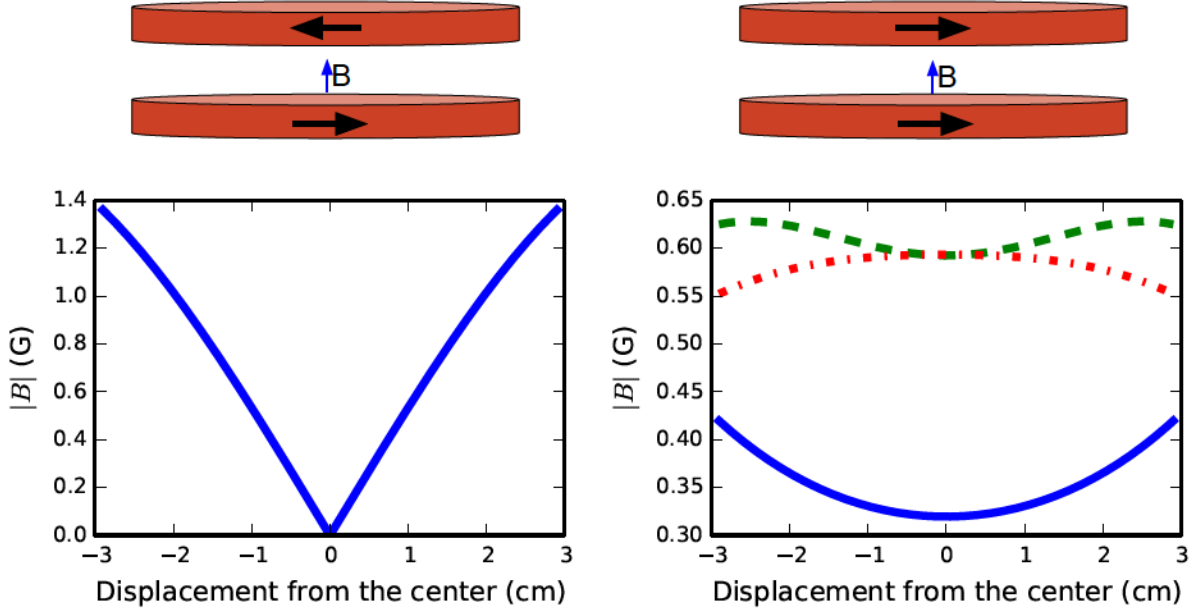 B
B
1.4
1.2
1.0
0.8
0.6
0.4
0.2
0.0
|B| (G)
−3 −2 −1 0 1 2 3
Displacement from the center (cm)
0.65
0.60
0.55
0.50
0.45
0.40
0.35
0.30
|B| (G)
−3 −2 −1 0 1 2 3
Displacement from the center (cm)